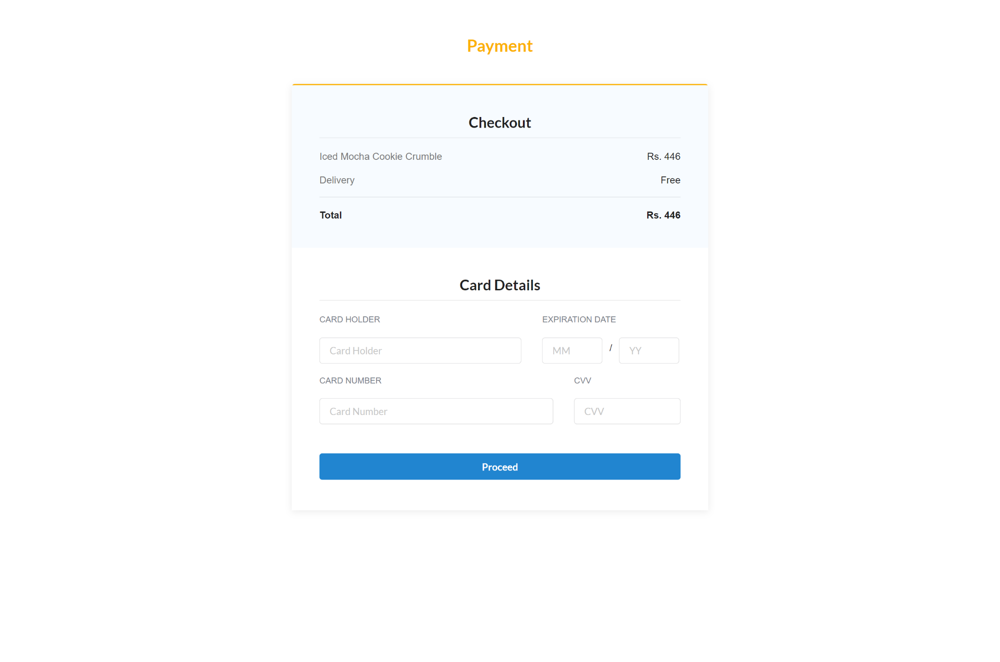 Payment
Checkout
Iced Mocha Cookie Crumble Rs. 446
Delivery Free
Total Rs. 446
Card Details
CARD HOLDER EXPIRATION DATE
Card Holder MM / YY
CARD NUMBER CVV
Card Number CVV
Proceed